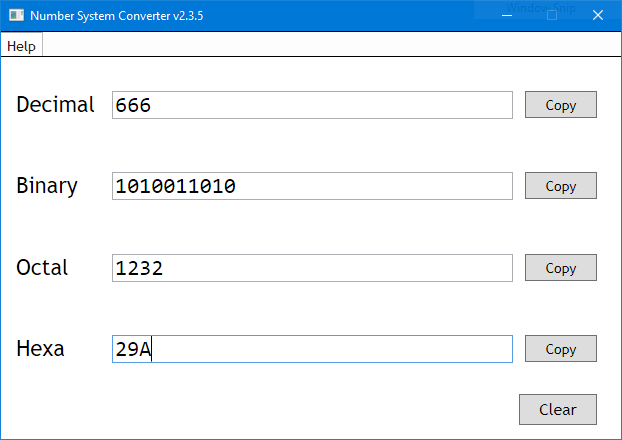 Number System Converter v2.3.5
Window Snip
Help
Decimal 666 Copy
Binary 1010011010 Copy
Octal 1232 Copy
Hexa 29A Copy
Clear